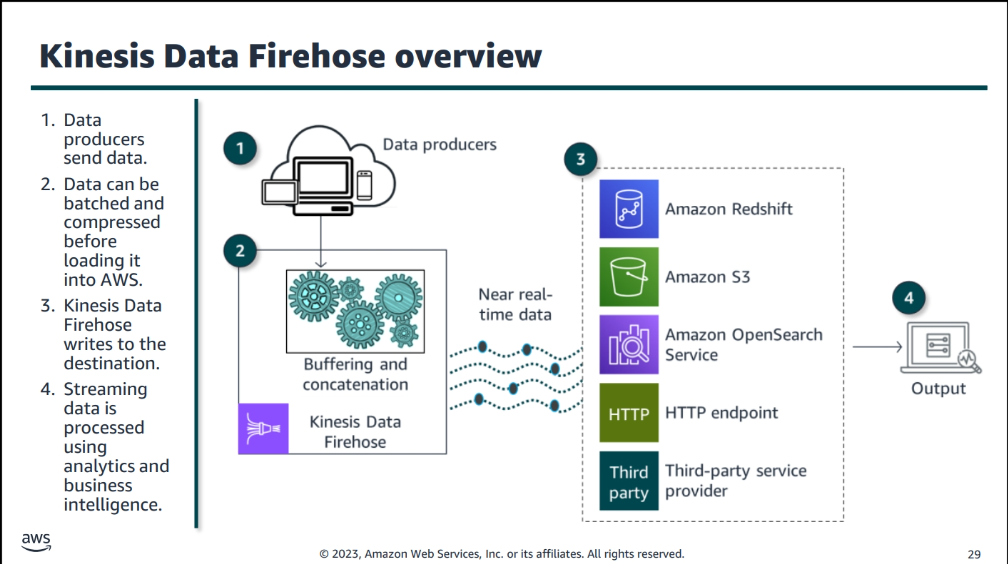 Kinesis Data Firehose overview
1. Data
producers
send data.
2. Data can be
batched and
compressed
before
loading it
into AWS.
3. Kinesis Data
Firehose
writes to the
destination.
4. Streaming
data is
processed
using
analytics and
business
intelligence.
1
Data producers
2
Buffering and
concatenation
Kinesis Data
Firehose
Near real-
time data
3
Amazon Redshift
Amazon S3
Amazon OpenSearch
Service
HTTP
HTTP endpoint
Third
party
Third-party service
provider
4
Output
aws
© 2023, Amazon Web Services, Inc. or its affiliates. All rights reserved.
29